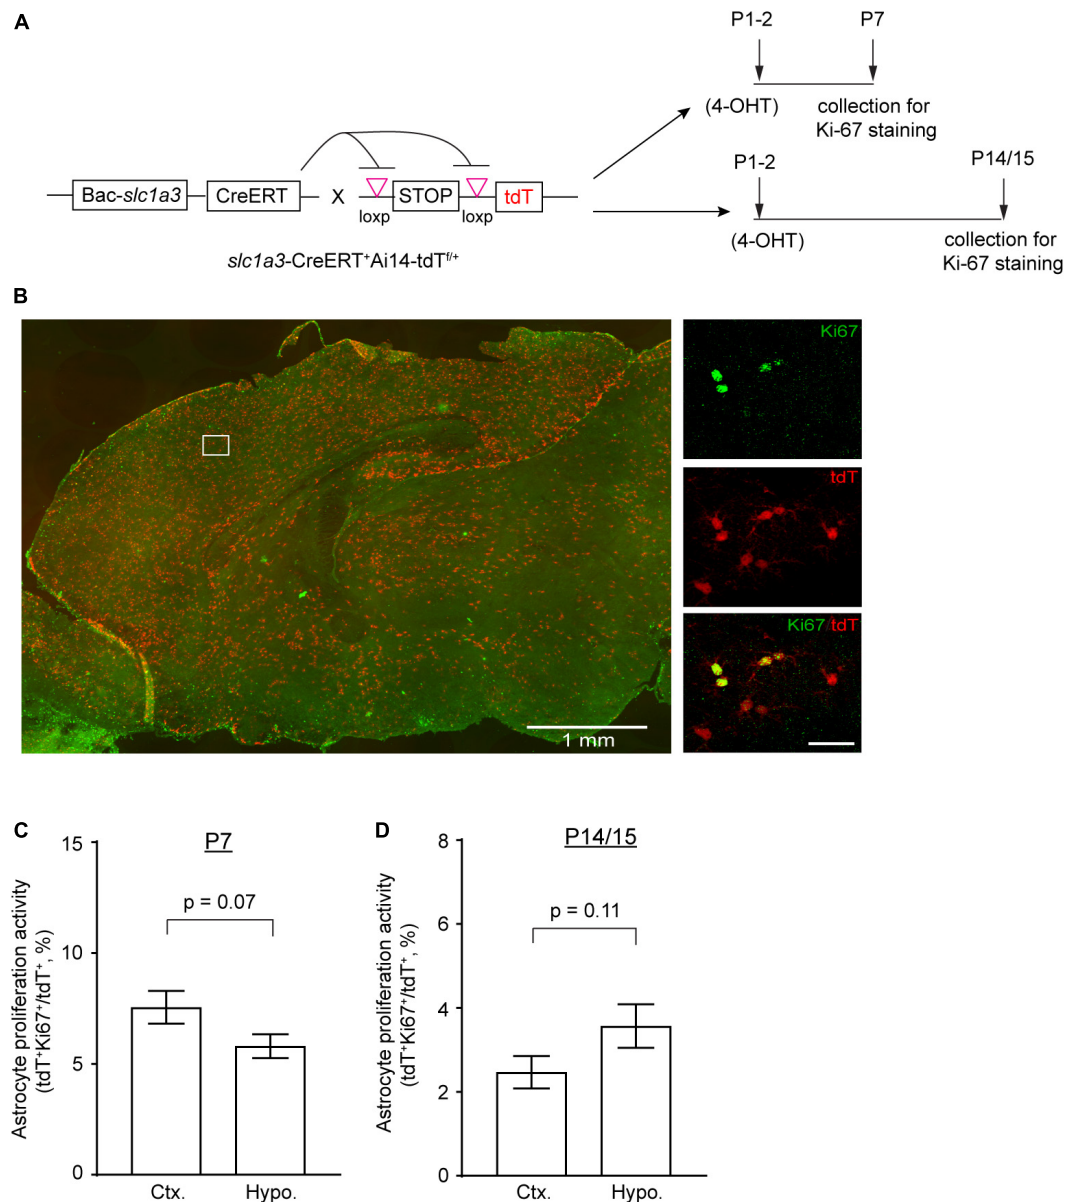 A
P1-2
P7
(4-OHT)
collection for
Ki-67 staining
P1-2
P14/15
(4-OHT)
collection for
Ki-67 staining
Bac-slc1a3
CreERT
X
STOP
tdT
loxp
loxp
slc1a3-CreERT⁺Ai14-tdTᶠ/⁺
B
Ki67
tdT
Ki67/tdT
1 mm
C
P7
p = 0.07
Astrocyte proliferation activity
(tdT⁺Ki67⁺/tdT⁺, %)
15
10
5
0
Ctx.
Hypo.
D
P14/15
p = 0.11
Astrocyte proliferation activity
(tdT⁺Ki67⁺/tdT⁺, %)
8
6
4
2
0
Ctx.
Hypo.